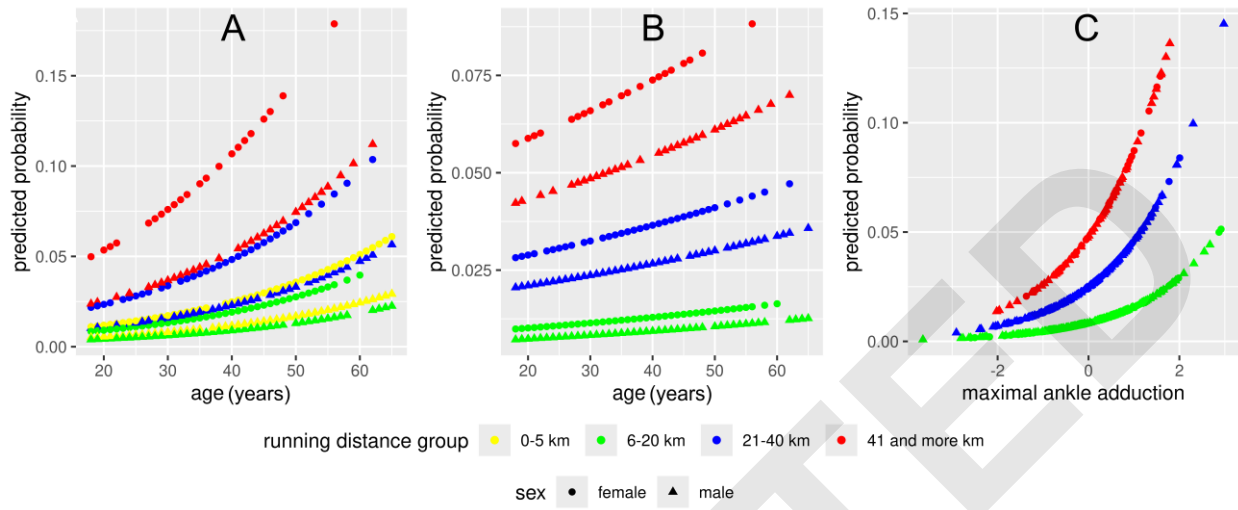 A B C
predicted probability
0.15
0.10
0.05
0.00
20 30 40 50 60
age (years)
predicted probability
0.075
0.050
0.025
20 30 40 50 60
age (years)
predicted probability
0.15
0.10
0.05
0.00
-2 0 2
maximal ankle adduction
running distance group 0-5 km 6-20 km 21-40 km 41 and more km
sex female male
TED